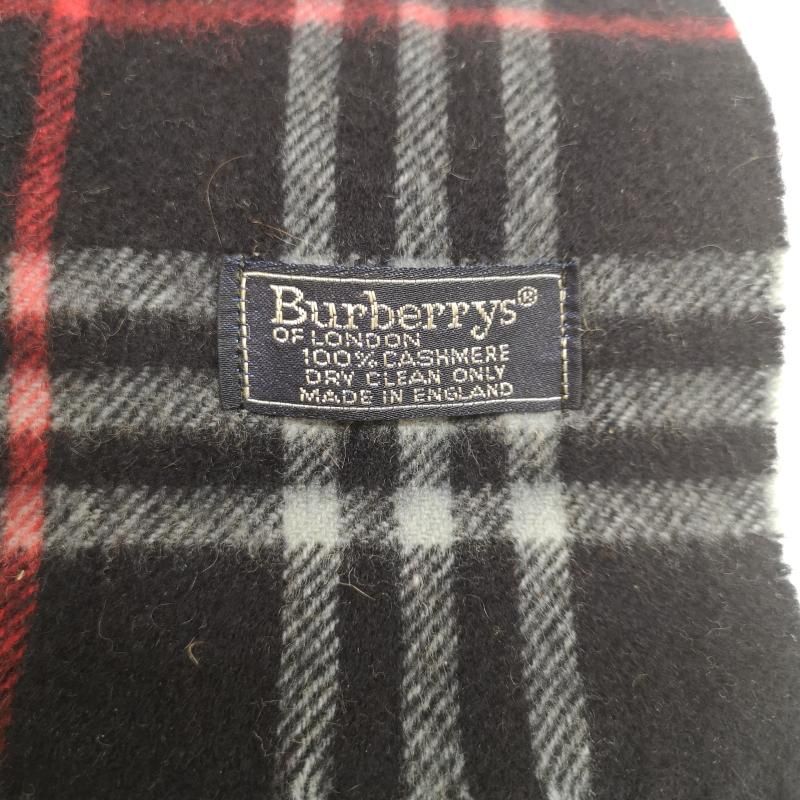 Burberrys®
OF LONDON
100% CASHMERE
DRY CLEAN ONLY
MADE IN ENGLAND